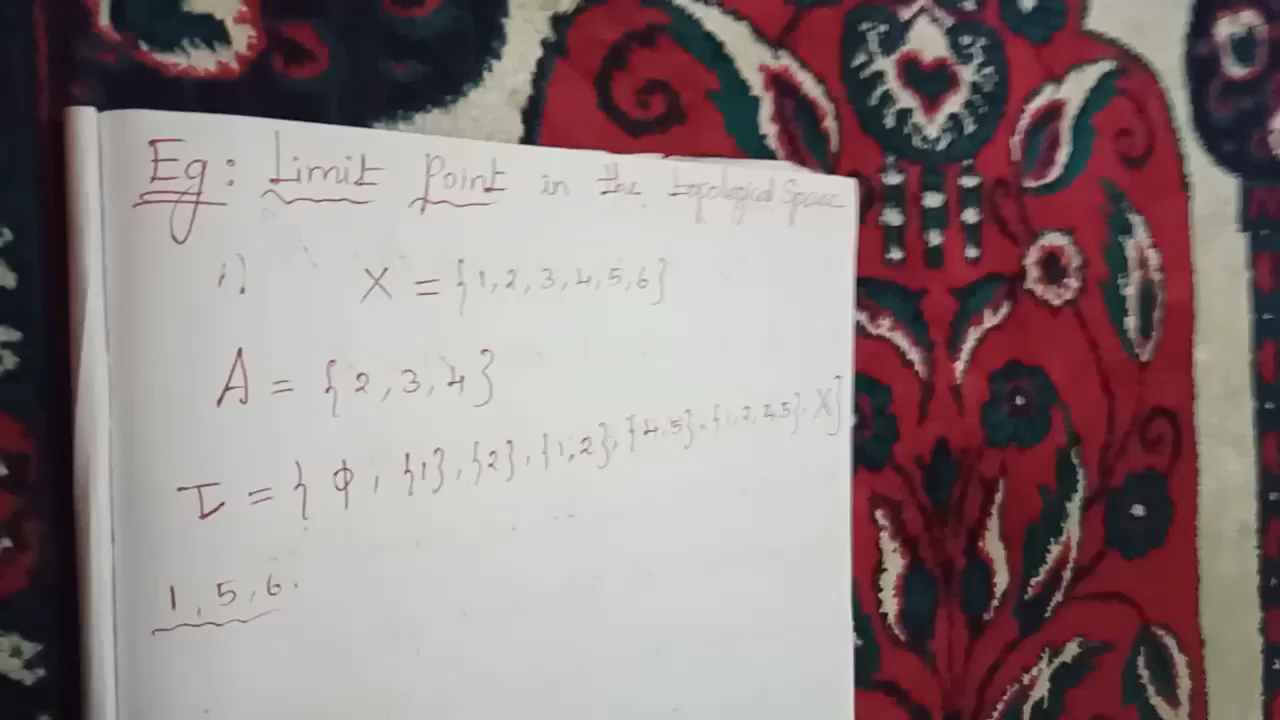 Eg: Limit Point in the topological Space
i) X = {1, 2, 3, 4, 5, 6}
A = {2, 3, 4}
τ = { ϕ, {1}, {2}, {1, 2}, {4, 5}, {1, 2, 4, 5}, X}
1, 5, 6.